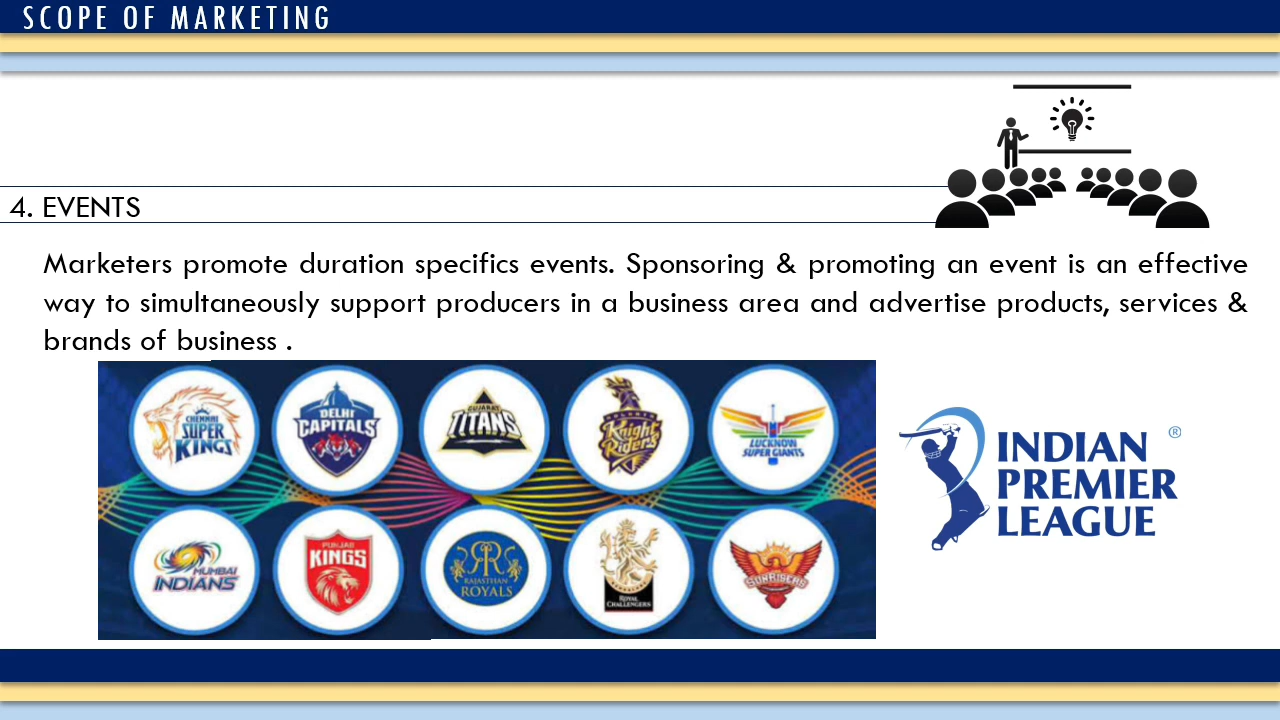 SCOPE OF MARKETING
4. EVENTS
Marketers promote duration specifics events. Sponsoring & promoting an event is an effective
way to simultaneously support producers in a business area and advertise products, services &
brands of business .
CHENNAI
SUPER
KINGS
DELHI
CAPITALS
GUJARAT
TITANS
KOLKATA
Knight
Riders
LUCKNOW
SUPER GIANTS
MUMBAI
INDIANS
PUNJAB
KINGS
RR
RAJASTHAN
ROYALS
ROYAL
CHALLENGERS
SUNRISERS
INDIAN ®
PREMIER
LEAGUE